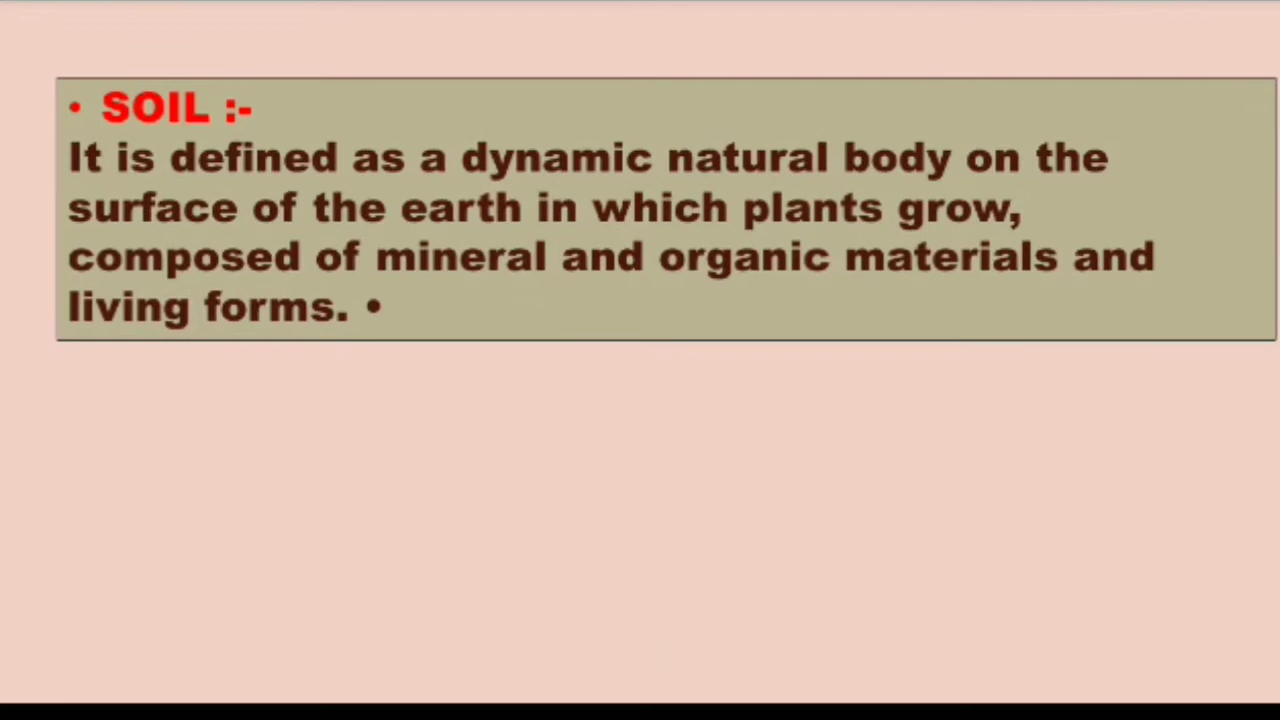 • SOIL :-
It is defined as a dynamic natural body on the
surface of the earth in which plants grow,
composed of mineral and organic materials and
living forms. •